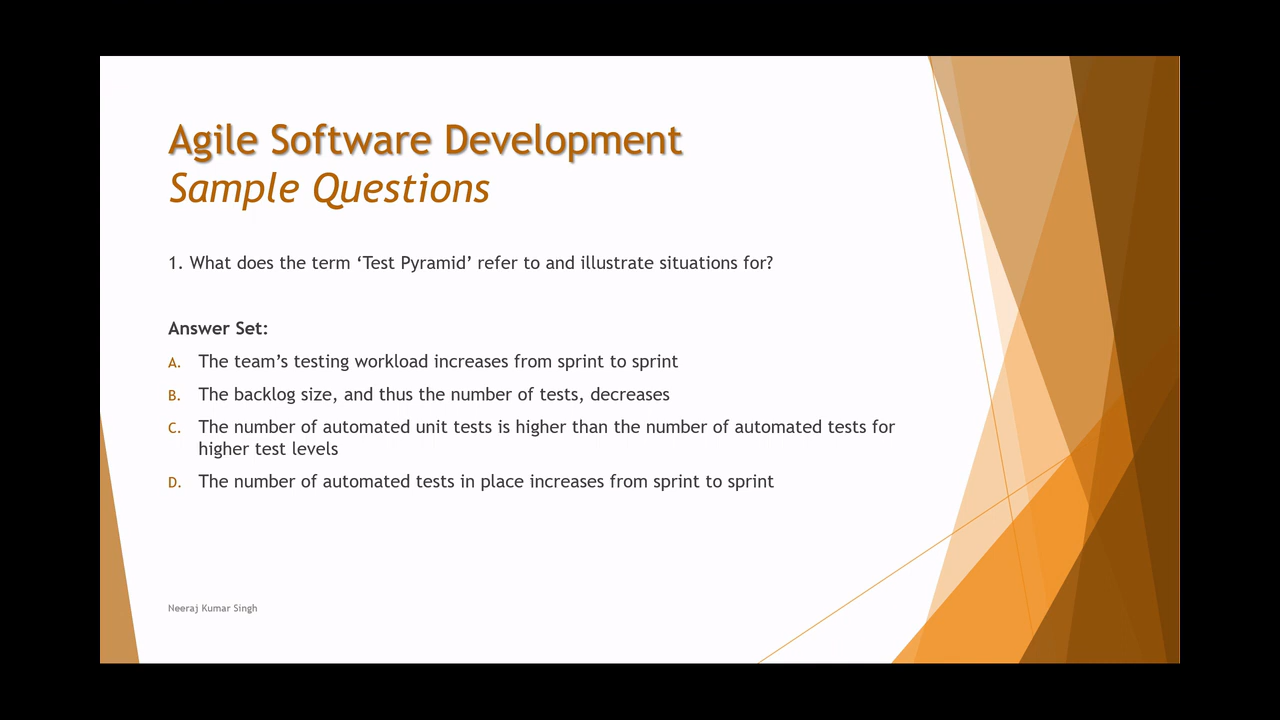 Agile Software Development
Sample Questions
1. What does the term ‘Test Pyramid’ refer to and illustrate situations for?
Answer Set:
A. The team’s testing workload increases from sprint to sprint
B. The backlog size, and thus the number of tests, decreases
C. The number of automated unit tests is higher than the number of automated tests for
higher test levels
D. The number of automated tests in place increases from sprint to sprint
Neeraj Kumar Singh